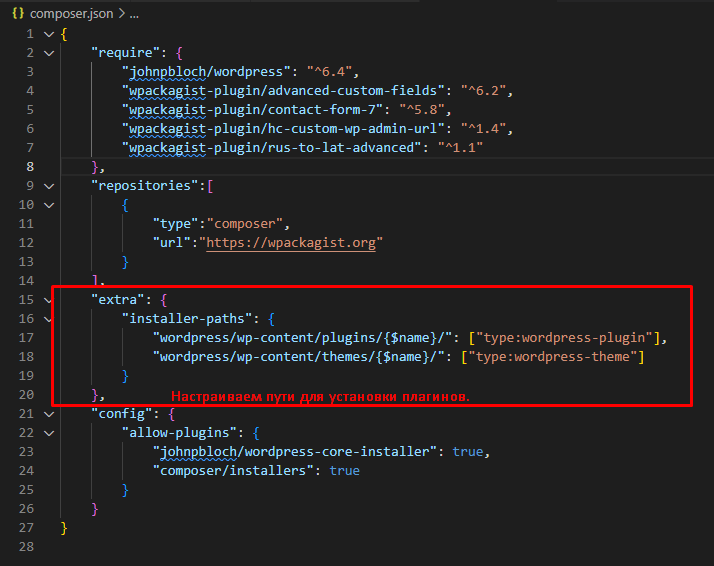 {} composer.json > ...
1 {
2 "require": {
3 "johnpbloch/wordpress": "^6.4",
4 "wpackagist-plugin/advanced-custom-fields": "^6.2",
5 "wpackagist-plugin/contact-form-7": "^5.8",
6 "wpackagist-plugin/hc-custom-wp-admin-url": "^1.4",
7 "wpackagist-plugin/rus-to-lat-advanced": "^1.1"
8 },
9 "repositories":[
10 {
11 "type":"composer",
12 "url":"https://wpackagist.org"
13 }
14 ],
15 "extra": {
16 "installer-paths": {
17 "wordpress/wp-content/plugins/{$name}/": ["type:wordpress-plugin"],
18 "wordpress/wp-content/themes/{$name}/": ["type:wordpress-theme"]
19 }
20 },
Настраиваем пути для установки плагинов.
21 "config": {
22 "allow-plugins": {
23 "johnpbloch/wordpress-core-installer": true,
24 "composer/installers": true
25 }
26 }
27 }
28